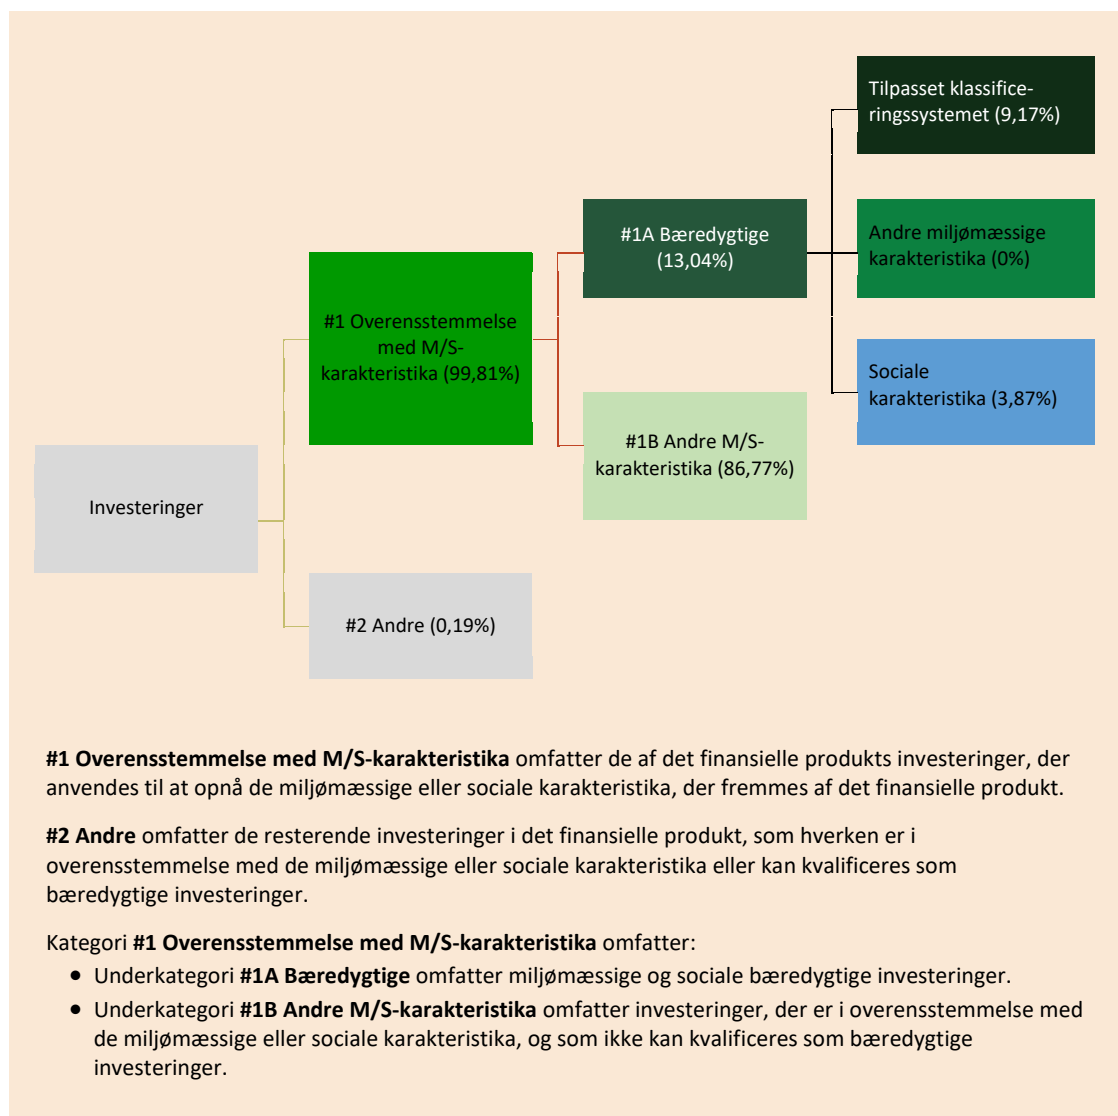 Tilpasset klassifice-
ringssystemet (9,17%)
#1A Bæredygtige
(13,04%)
Andre miljømæssige
karakteristika (0%)
#1 Overensstemmelse
med M/S-
karakteristika (99,81%)
Sociale
karakteristika (3,87%)
#1B Andre M/S-
karakteristika (86,77%)
Investeringer
#2 Andre (0,19%)
#1 Overensstemmelse med M/S-karakteristika omfatter de af det finansielle produkts investeringer, der
anvendes til at opnå de miljømæssige eller sociale karakteristika, der fremmes af det finansielle produkt.
#2 Andre omfatter de resterende investeringer i det finansielle produkt, som hverken er i
overensstemmelse med de miljømæssige eller sociale karakteristika eller kan kvalificeres som
bæredygtige investeringer.
Kategori #1 Overensstemmelse med M/S-karakteristika omfatter:
• Underkategori #1A Bæredygtige omfatter miljømæssige og sociale bæredygtige investeringer.
• Underkategori #1B Andre M/S-karakteristika omfatter investeringer, der er i overensstemmelse med
de miljømæssige eller sociale karakteristika, og som ikke kan kvalificeres som bæredygtige
investeringer.